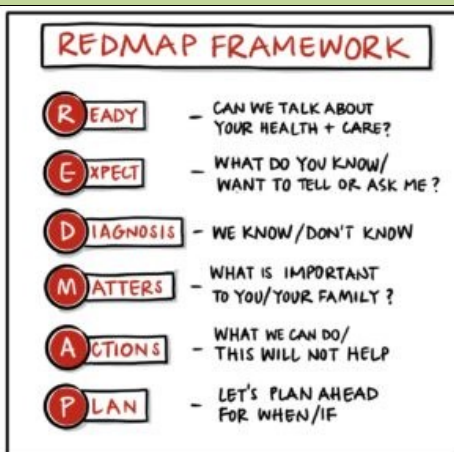 REDMAP FRAMEWORK
READY – CAN WE TALK ABOUT
YOUR HEALTH + CARE?
EXPECT – WHAT DO YOU KNOW/
WANT TO TELL OR ASK ME?
DIAGNOSIS – WE KNOW/DON'T KNOW
MATTERS – WHAT IS IMPORTANT
TO YOU/YOUR FAMILY?
ACTIONS – WHAT WE CAN DO/
THIS WILL NOT HELP
PLAN – LET'S PLAN AHEAD
FOR WHEN/IF